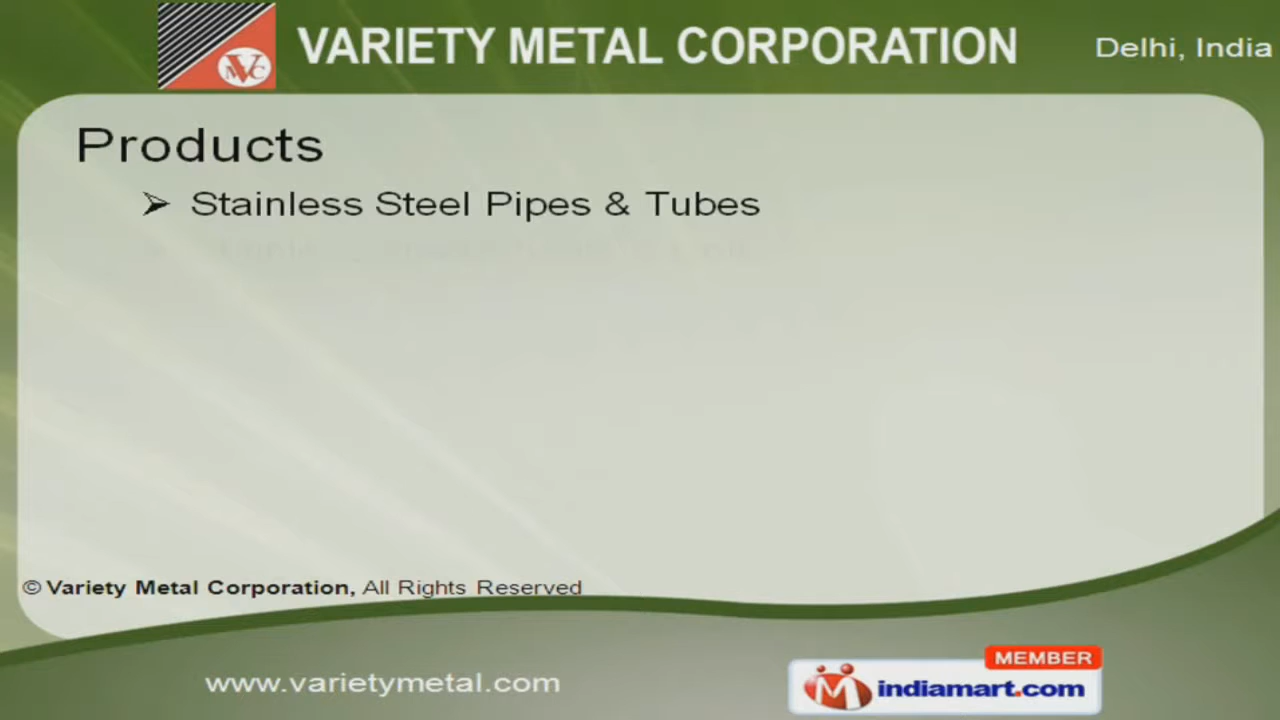 VMC
VARIETY METAL CORPORATION
Delhi, India
Products
➢ Stainless Steel Pipes & Tubes
© Variety Metal Corporation, All Rights Reserved
www.varietymetal.com
MEMBER
indiamart.com